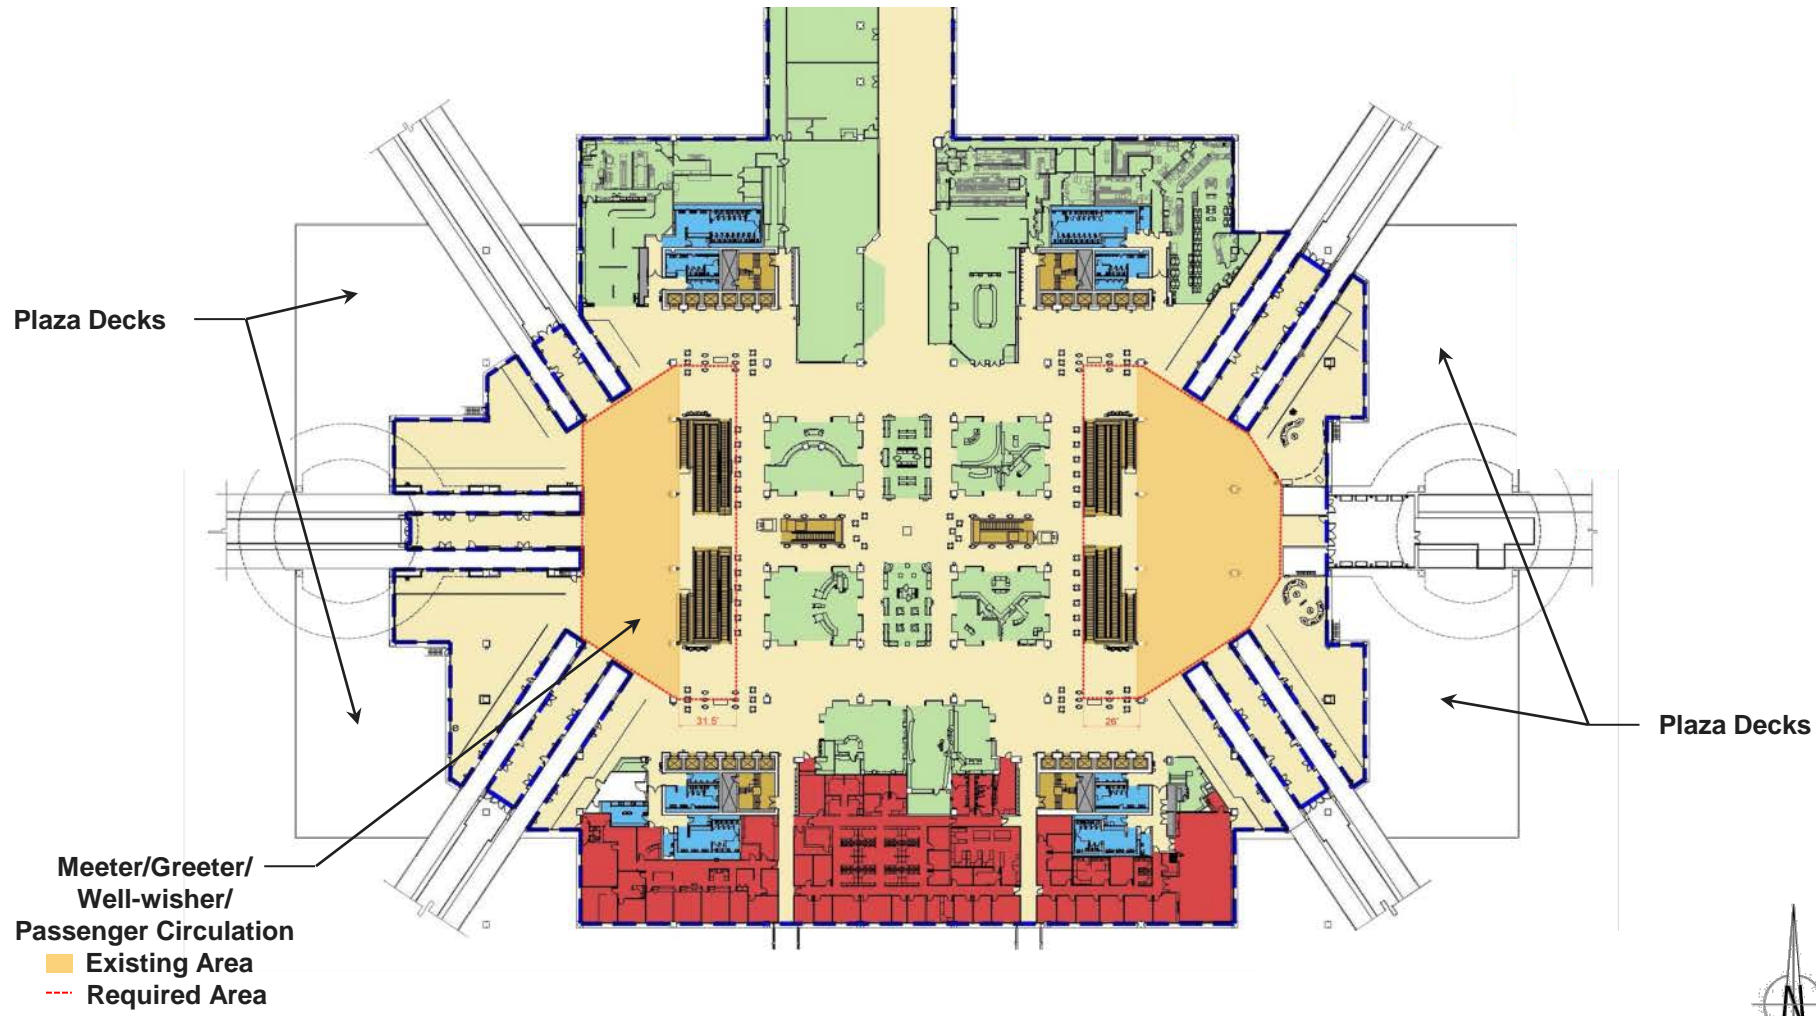 Plaza Decks
Plaza Decks
31.5'
26'
Meeter/Greeter/
Well-wisher/
Passenger Circulation
Existing Area
Required Area
N